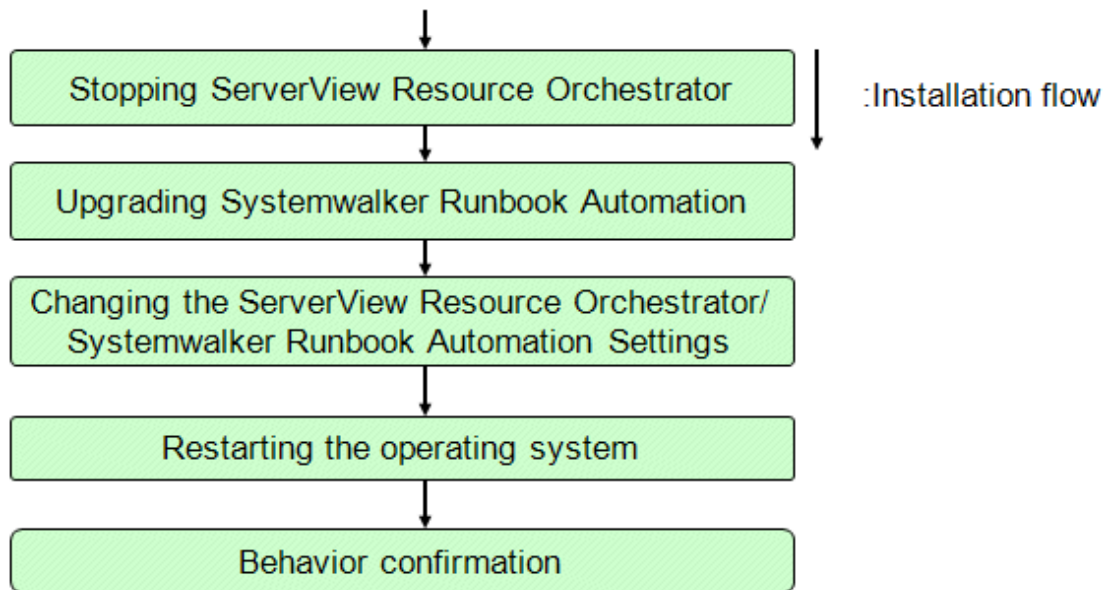 Stopping ServerView Resource Orchestrator
:Installation flow
Upgrading Systemwalker Runbook Automation
Changing the ServerView Resource Orchestrator/
Systemwalker Runbook Automation Settings
Restarting the operating system
Behavior confirmation